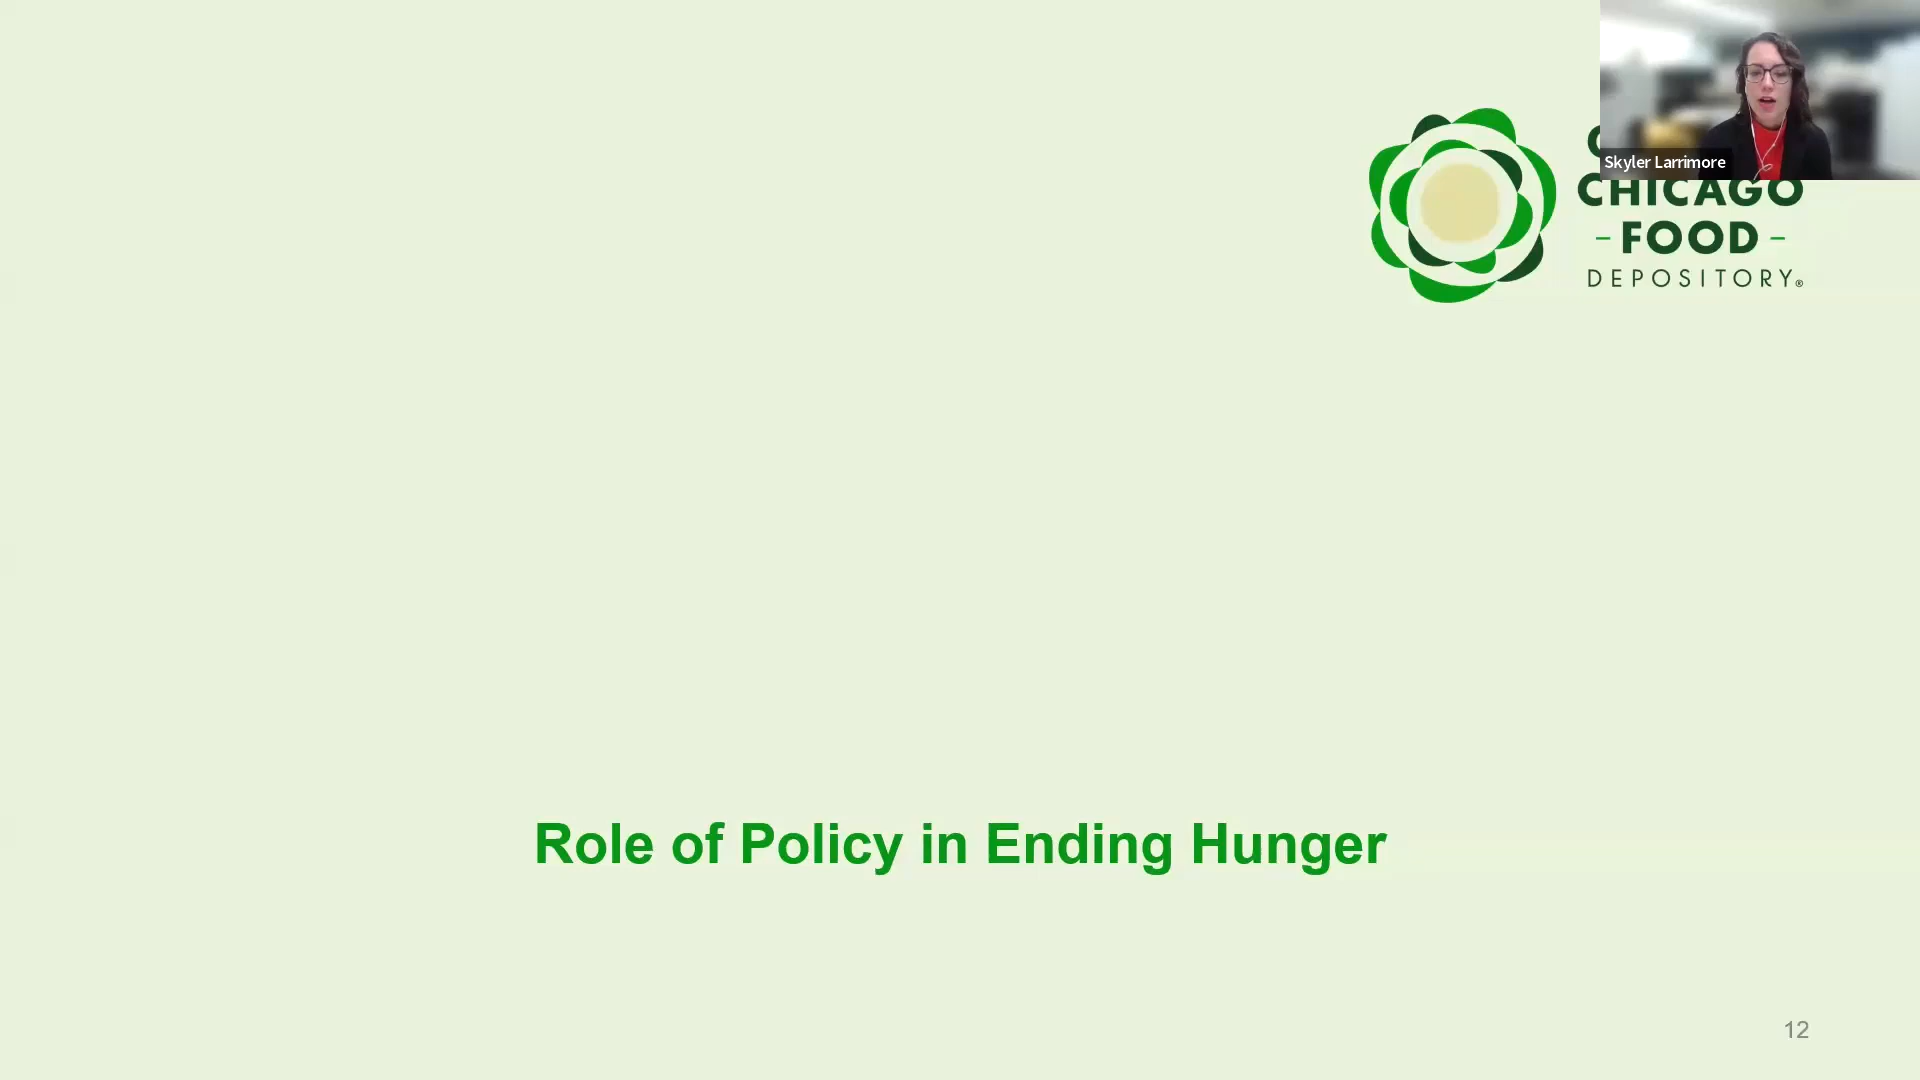 Skyler Larrimore
CHICAGO
FOOD
DEPOSITORY®
Role of Policy in Ending Hunger
12